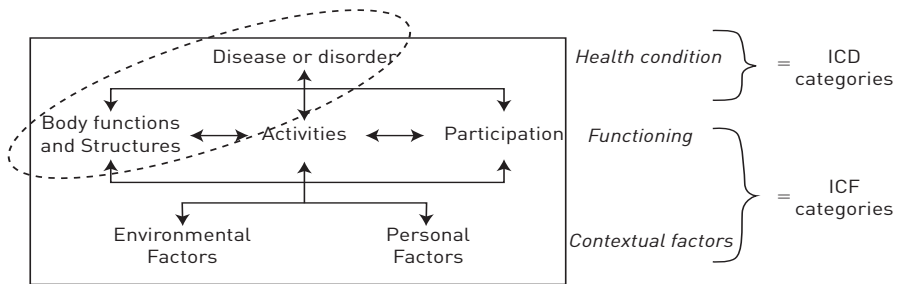 Disease or disorder
Health condition
= ICD
categories
Body functions
and Structures
Activities
Participation
Functioning
= ICF
categories
Environmental
Factors
Personal
Factors
Contextual factors